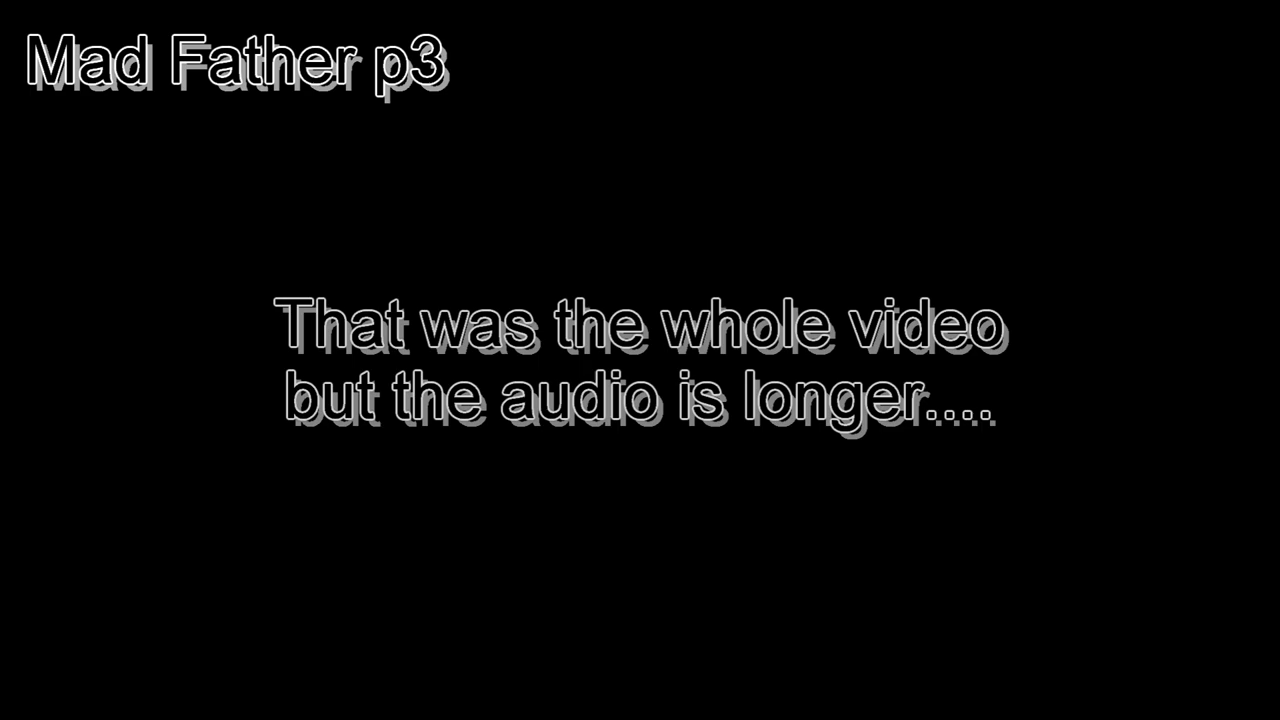 Mad Father p3
That was the whole video
but the audio is longer....